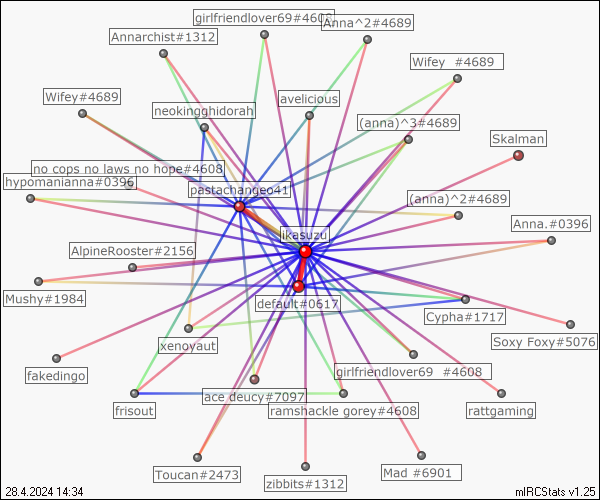 girlfriendlover69#4608
Anna^2#4689
Annarchist#1312
Wifey #4689
Wifey#4689
neokingghidorah
avelicious
(anna)^3#4689
Skalman
no cops no laws no hope#4608
hypomanianna#0396
pastachangeo41
(anna)^2#4689
Anna.#0396
ikasuzu
AlpineRooster#2156
Mushy#1984
default#0617
Cypha#1717
Soxy Foxy#5076
xenoyaut
fakedingo
girlfriendlover69 #4608
ace deucy#7097
frisout
ramshackle gorey#4608
rattgaming
Toucan#2473
zibbits#1312
Mad #6901
28.4.2024 14:34
mIRCStats v1.25